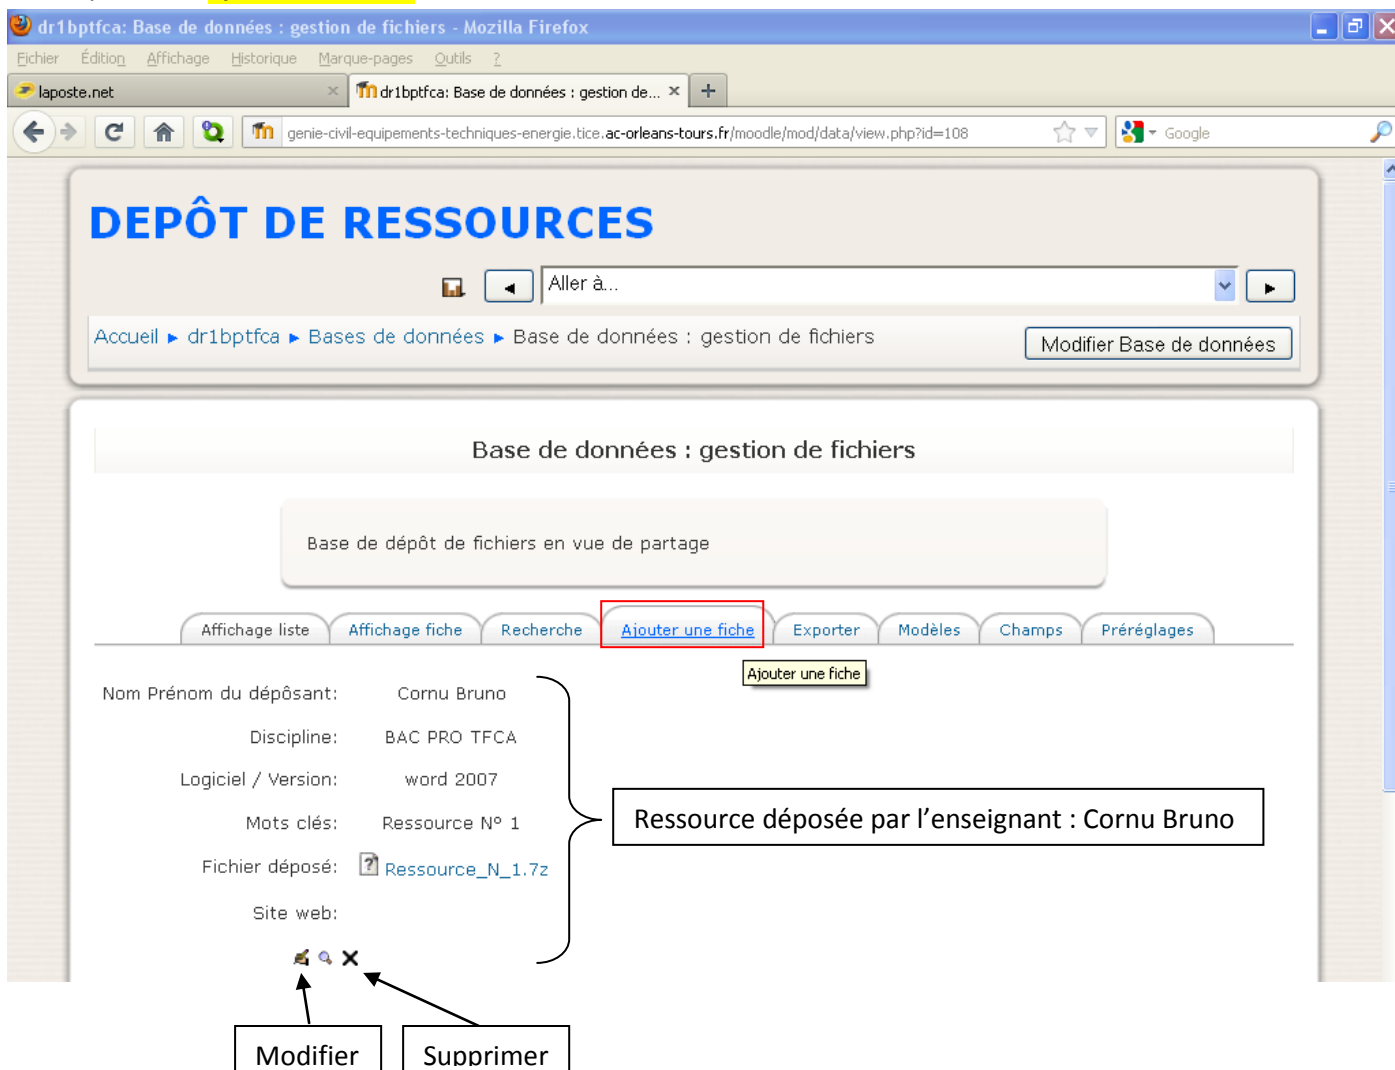 dr1bptfca: Base de données : gestion de fichiers - Mozilla Firefox
Fichier Édition Affichage Historique Marque-pages Outils ?
laposte.net × dr1bptfca: Base de données : gestion de... × +
genie-civil-equipements-techniques-energie.tice.ac-orleans-tours.fr/moodle/mod/data/view.php?id=108 Google
DEPÔT DE RESSOURCES
Aller à...
Accueil ► dr1bptfca ► Bases de données ► Base de données : gestion de fichiers Modifier Base de données
Base de données : gestion de fichiers
Base de dépôt de fichiers en vue de partage
Affichage liste Affichage fiche Recherche Ajouter une fiche Exporter Modèles Champs Préréglages
Ajouter une fiche
Nom Prénom du dépôsant: Cornu Bruno
Discipline: BAC PRO TFCA
Logiciel / Version: word 2007
Mots clés: Ressource N° 1
Ressource déposée par l’enseignant : Cornu Bruno
Fichier déposé: Ressource_N_1.7z
Site web:
Modifier Supprimer